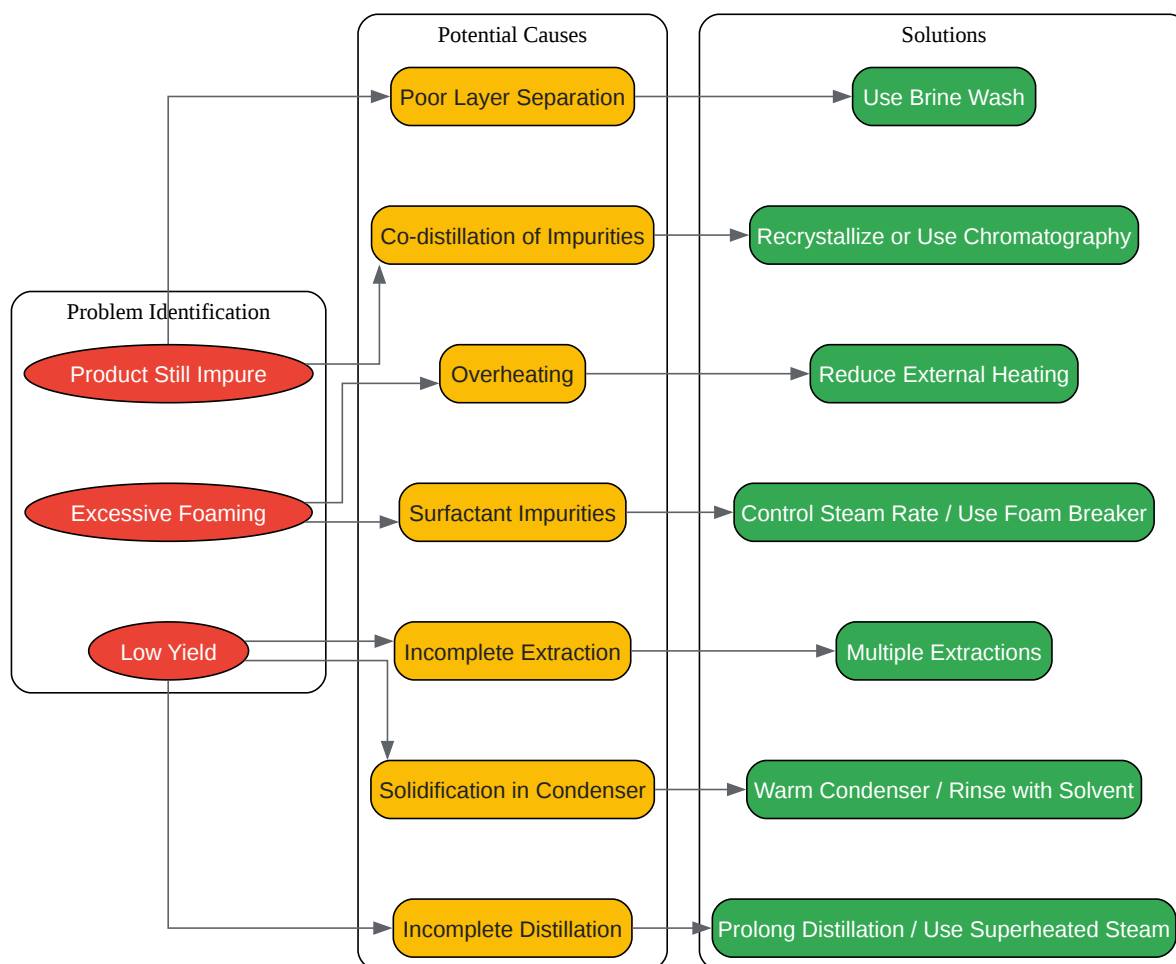 Potential Causes
Solutions
Poor Layer Separation
Use Brine Wash
Co-distillation of Impurities
Recrystallize or Use Chromatography
Problem Identification
Product Still Impure
Overheating
Reduce External Heating
Excessive Foaming
Surfactant Impurities
Control Steam Rate / Use Foam Breaker
Low Yield
Incomplete Extraction
Multiple Extractions
Solidification in Condenser
Warm Condenser / Rinse with Solvent
Incomplete Distillation
Prolong Distillation / Use Superheated Steam